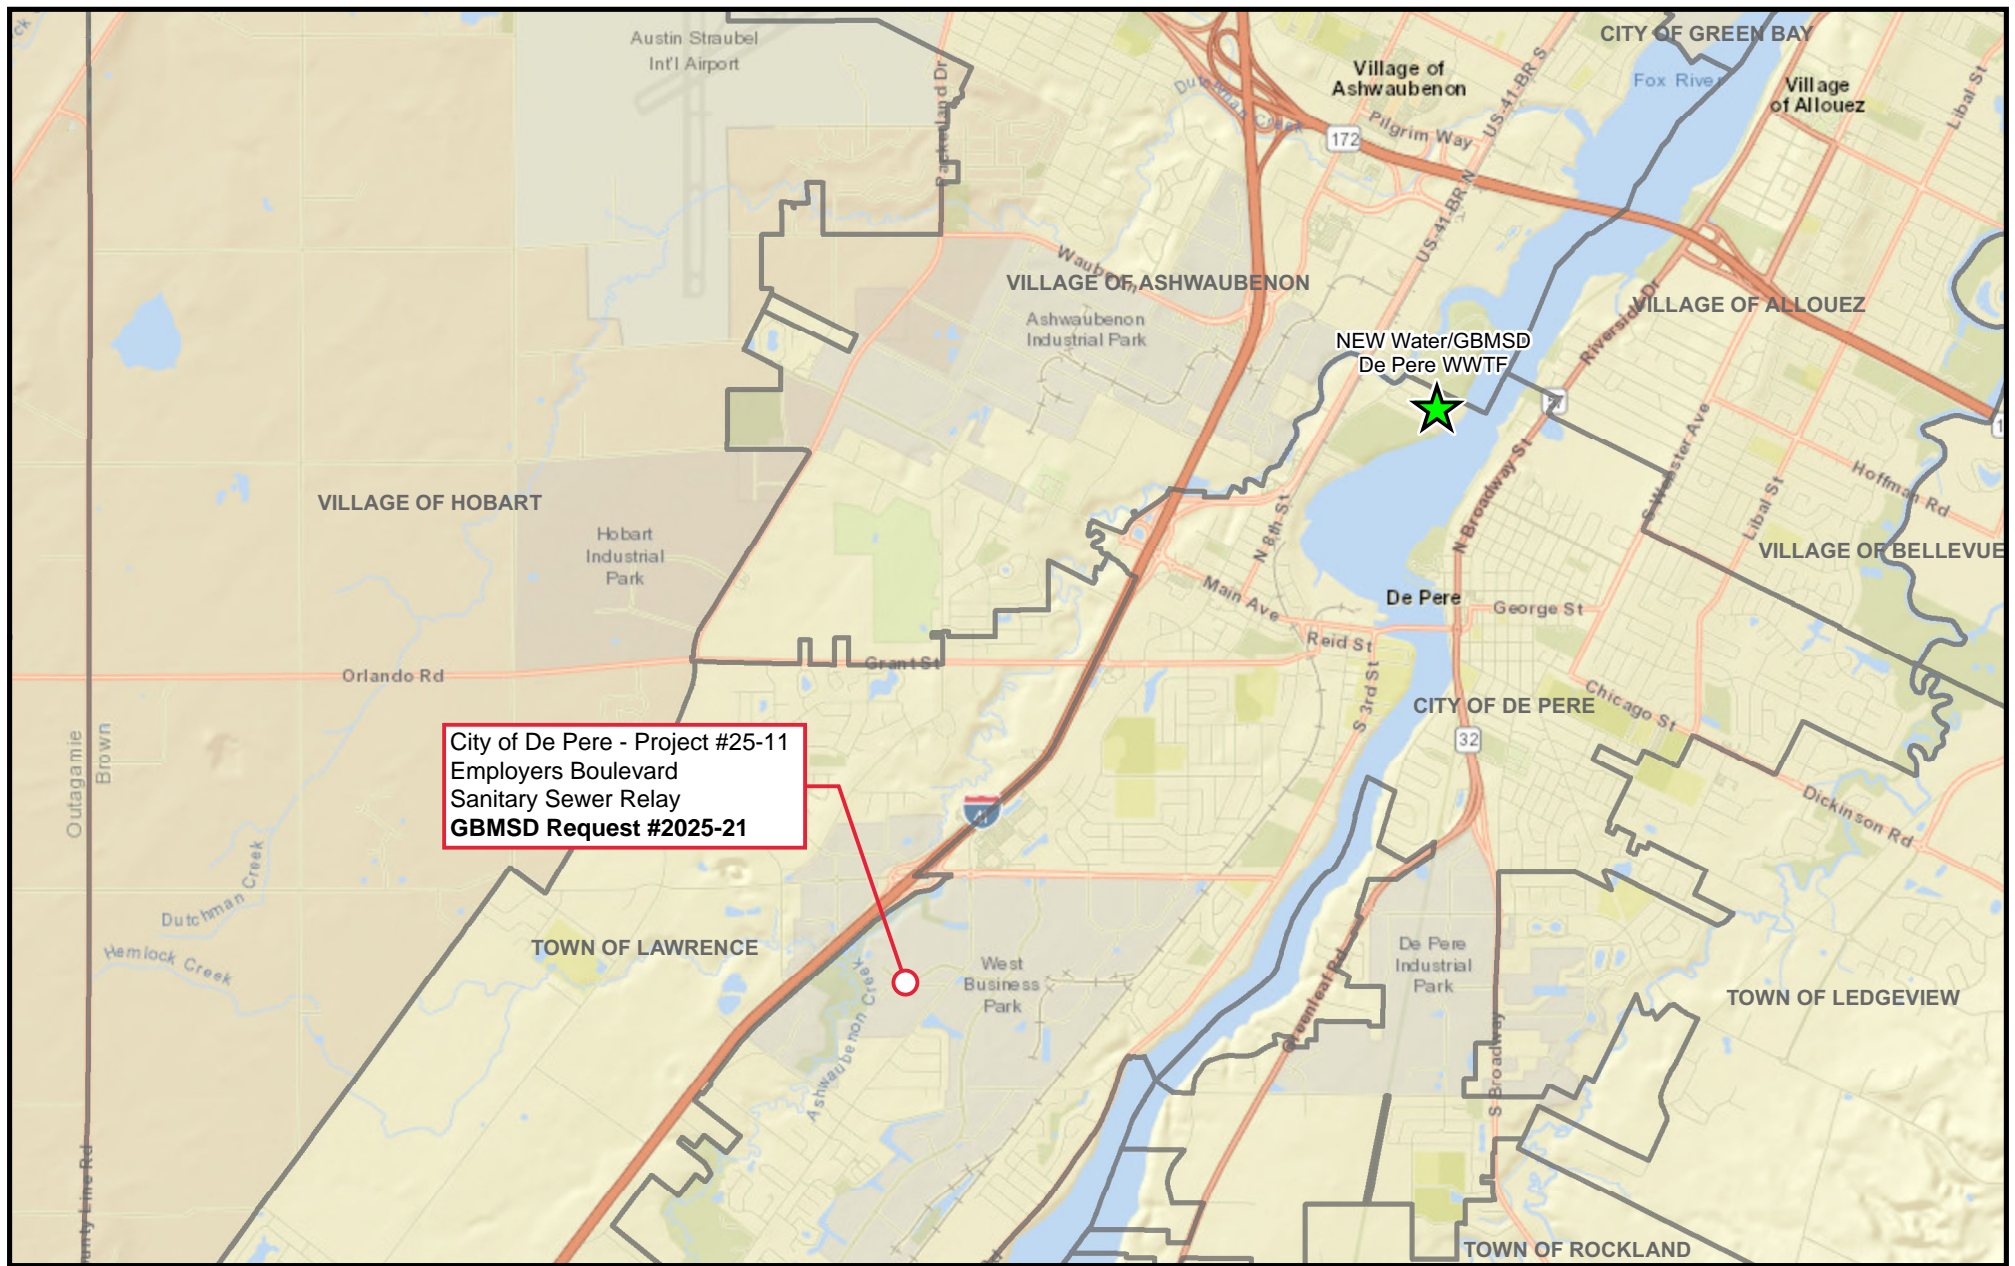 Austin Straubel
Int'l Airport
Packerland Dr
Dutchman Creek
172
Village of
Ashwaubenon
Pilgrim Way
US-41-BR S
US-41-BR N
CITY OF GREEN BAY
Fox River
Village
of Allouez
Libal St
Waube
VILLAGE OF ASHWAUBENON
Ashwaubenon
Industrial Park
VILLAGE OF ALLOUEZ
Riverside Dr
NEW Water/GBMSD
De Pere WWTF
N Broadway St
S Webster Ave
Libal St
Hoffman Rd
VILLAGE OF BELLEVUE
VILLAGE OF HOBART
Hobart
Industrial
Park
N 8th St
Main Ave
De Pere
George St
Reid St
Grant St
Orlando Rd
S 3rd St
CITY OF DE PERE
Chicago St
32
Outagamie
Brown
City of De Pere - Project #25-11
Employers Boulevard
Sanitary Sewer Relay
GBMSD Request #2025-21
41
Dickinson Rd
Dutchman Creek
Hemlock Creek
TOWN OF LAWRENCE
Ashwaubenon Creek
West
Business
Park
De Pere
Industrial
Park
Greenleaf Rd
TOWN OF LEDGEVIEW
S Broadway
unty Line Rd
TOWN OF ROCKLAND